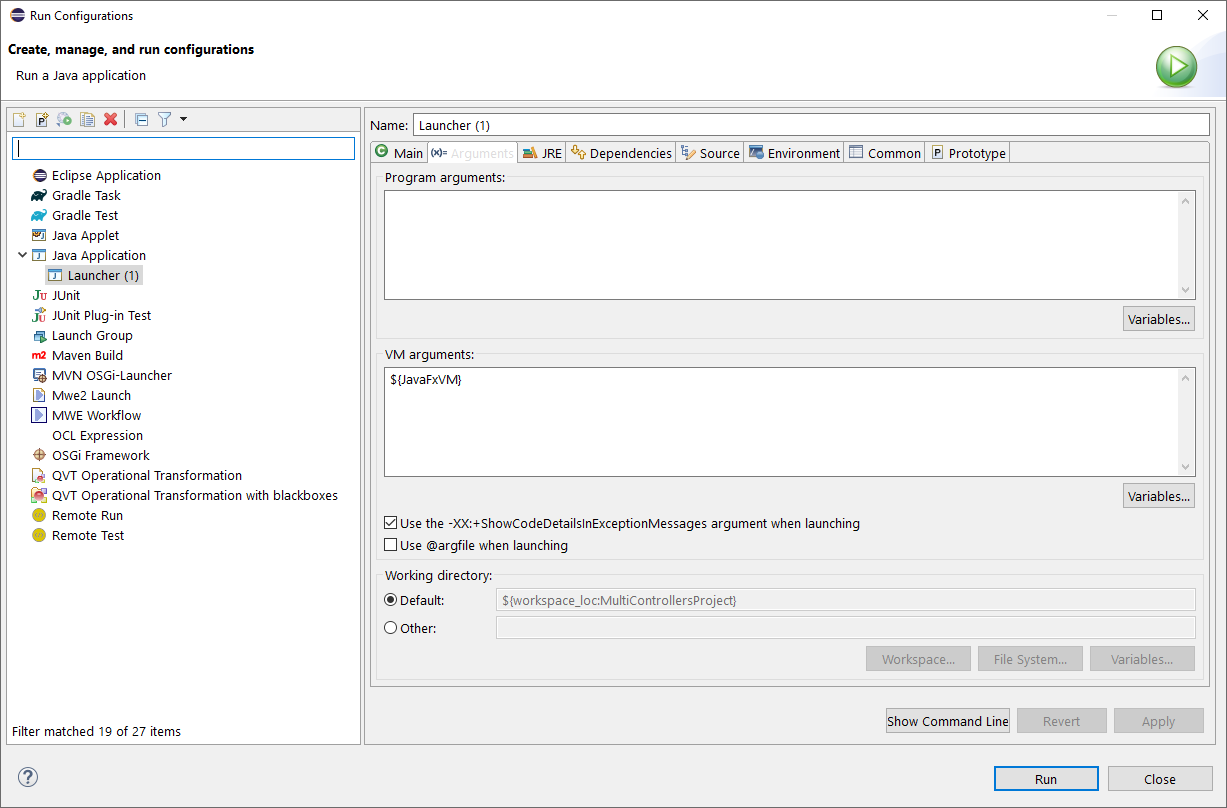 Run Configurations
Create, manage, and run configurations
Run a Java application
Eclipse Application
Gradle Task
Gradle Test
Java Applet
Java Application
Launcher (1)
JUnit
JUnit Plug-in Test
Launch Group
m2 Maven Build
MVN OSGi-Launcher
Mwe2 Launch
MWE Workflow
OCL Expression
OSGi Framework
QVT Operational Transformation
QVT Operational Transformation with blackboxes
Remote Run
Remote Test
Filter matched 19 of 27 items
Name: Launcher (1)
Main (x)= Arguments JRE Dependencies Source Environment Common Prototype
Program arguments:
Variables...
VM arguments:
${JavaFxVM}
Variables...
Use the -XX:+ShowCodeDetailsInExceptionMessages argument when launching
Use @argfile when launching
Working directory:
Default: ${workspace_loc:MultiControllersProject}
Other:
Workspace... File System... Variables...
Show Command Line Revert Apply
Run Close